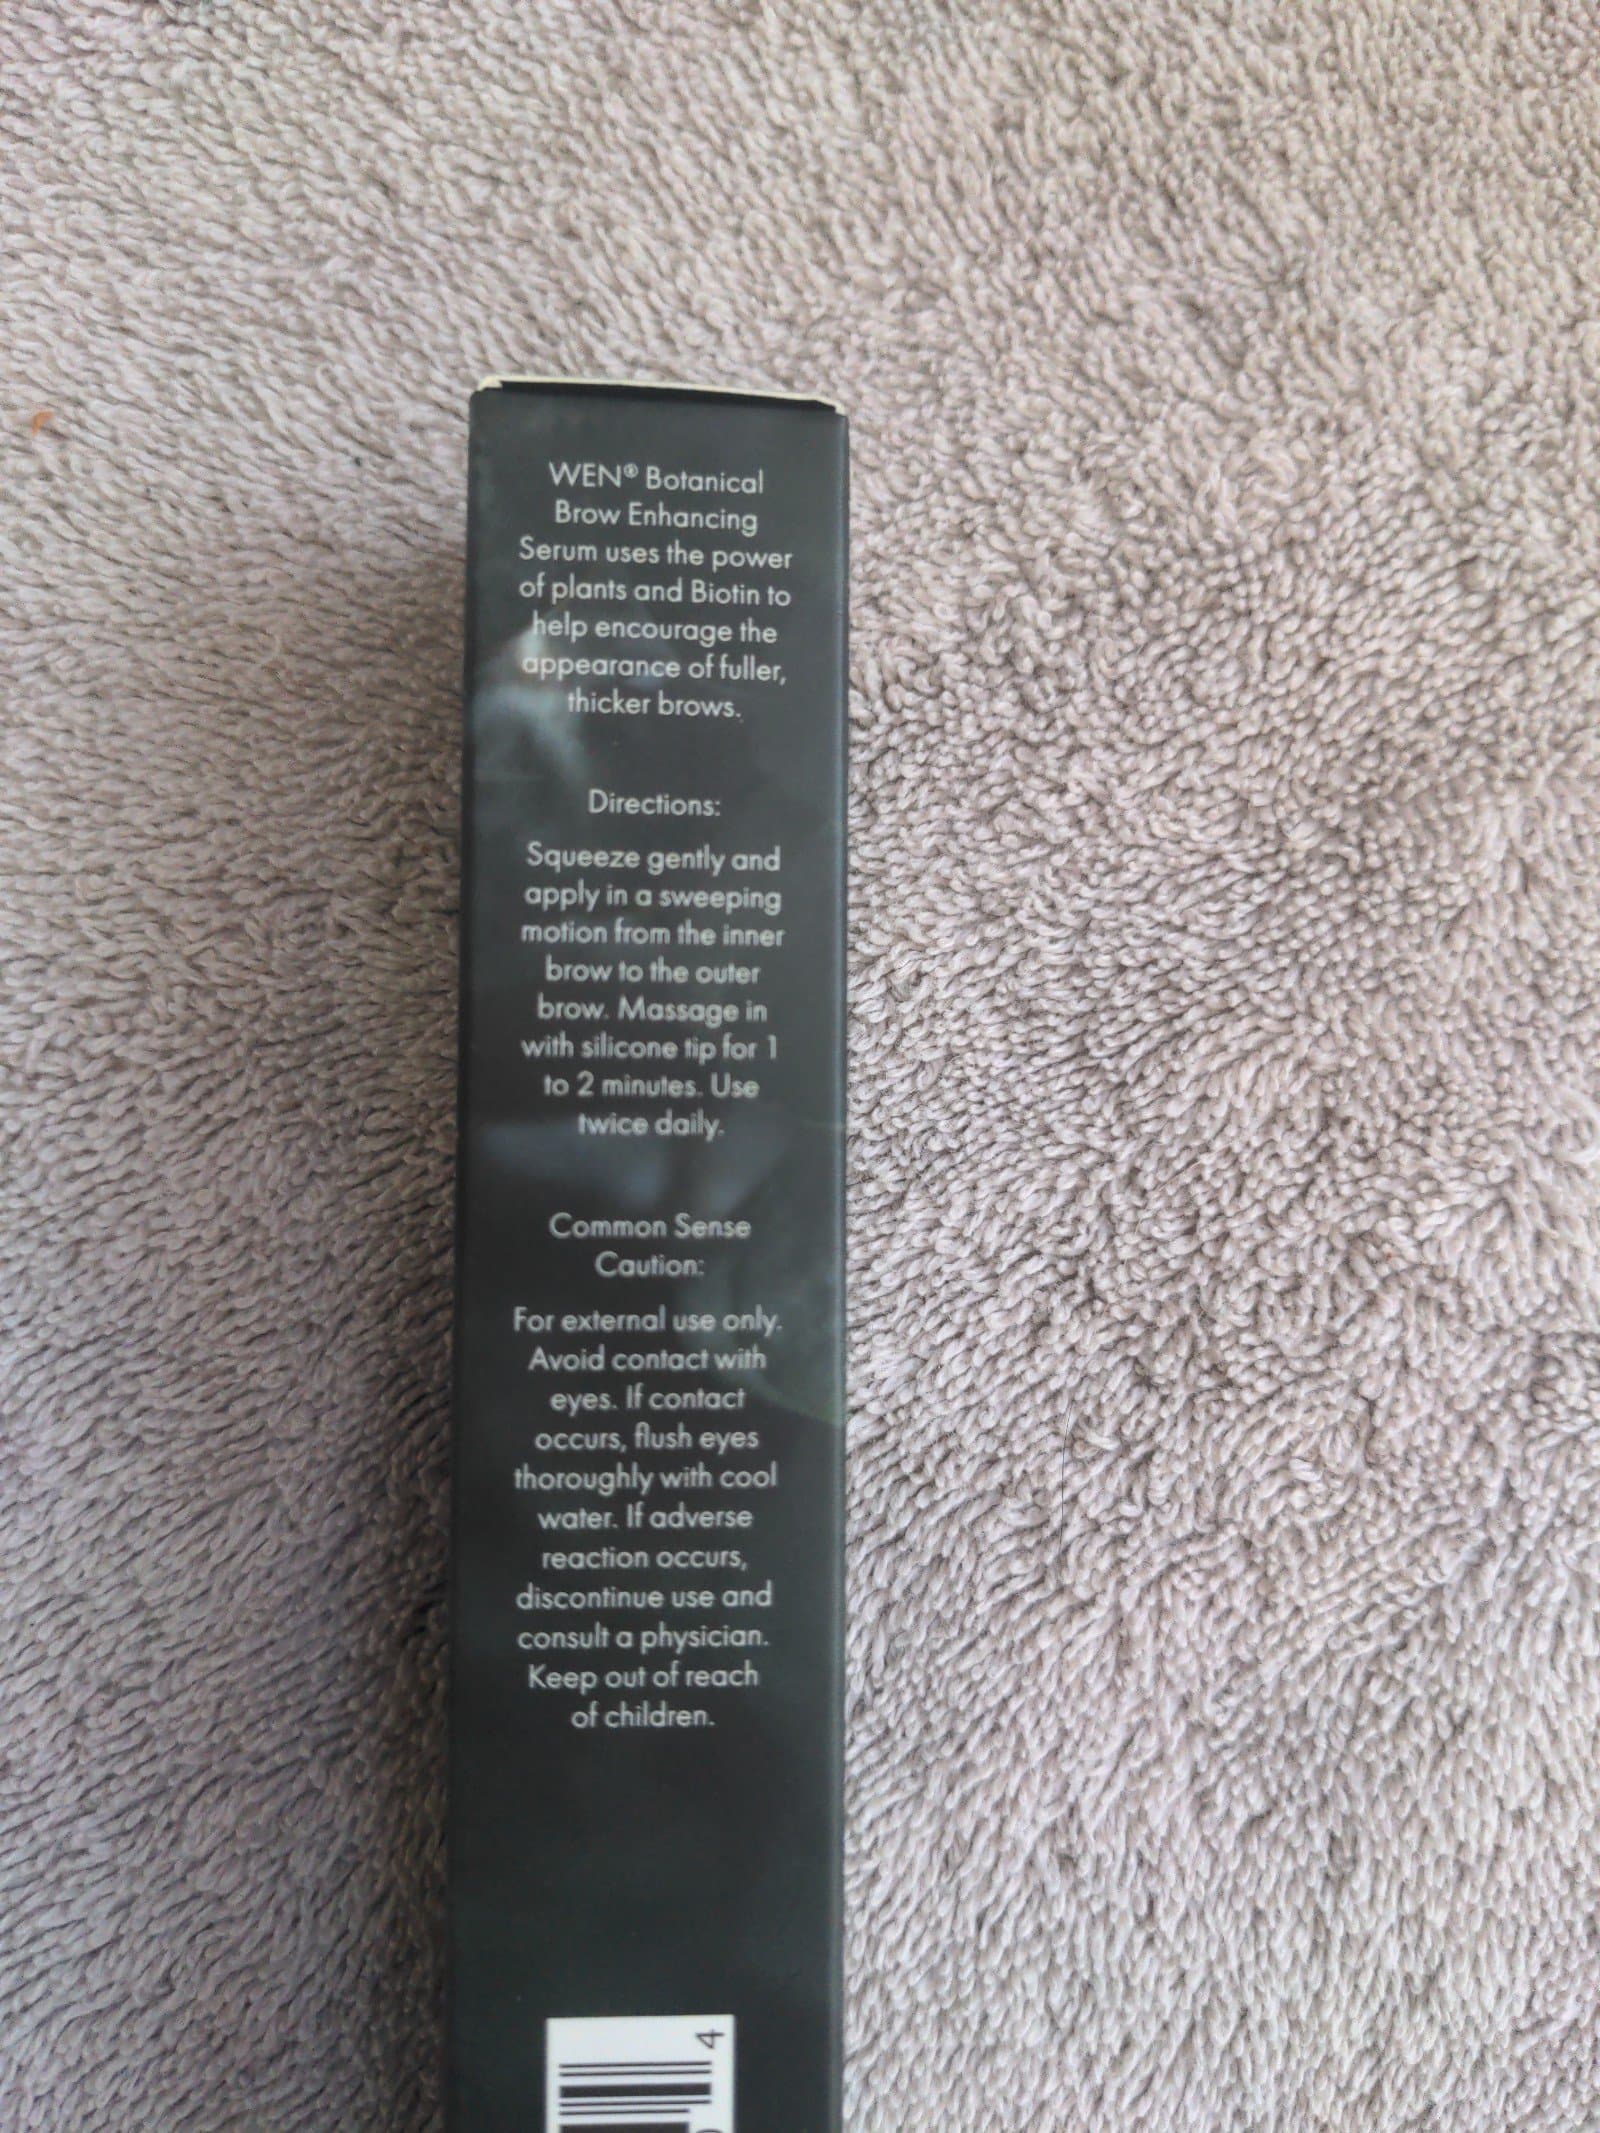 WEN® Botanical
Brow Enhancing
Serum uses the power
of plants and Biotin to
help encourage the
appearance of fuller,
thicker brows.
Directions:
Squeeze gently and
apply in a sweeping
motion from the inner
brow to the outer
brow. Massage in
with silicone tip for 1
to 2 minutes. Use
twice daily.
Common Sense
Caution:
For external use only.
Avoid contact with
eyes. If contact
occurs, flush eyes
thoroughly with cool
water. If adverse
reaction occurs,
discontinue use and
consult a physician.
Keep out of reach
of children.
4